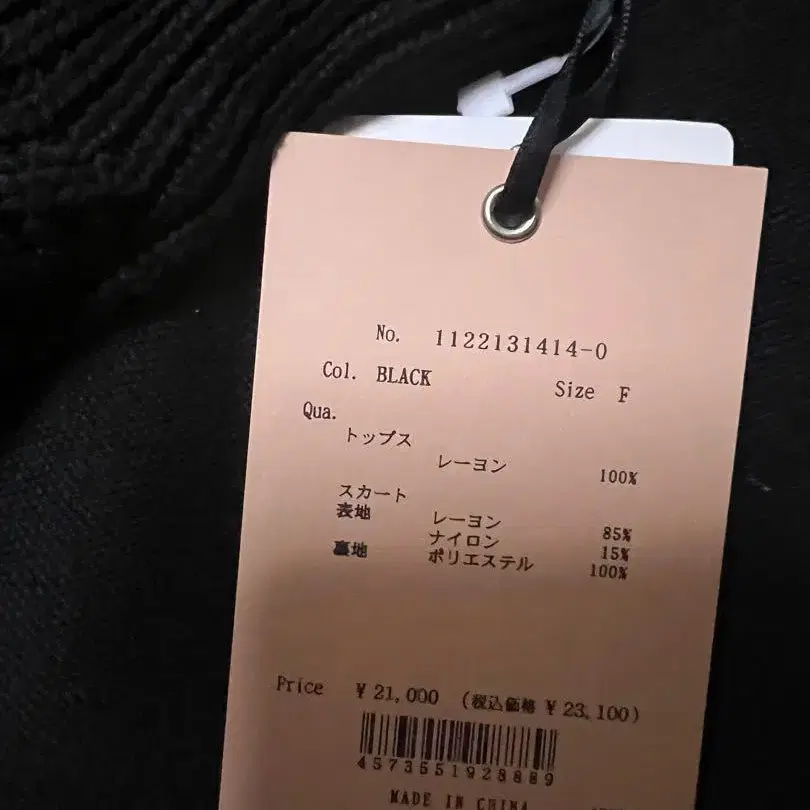 No. 1122131414-0
Col. BLACK Size F
Qua.
トップス
レーヨン 100%
スカート
表地 レーヨン 85%
ナイロン 15%
裏地 ポリエステル 100%
Price ¥21,000 (税込価格 ¥23,100)
4573551928889
MADE IN CHINA